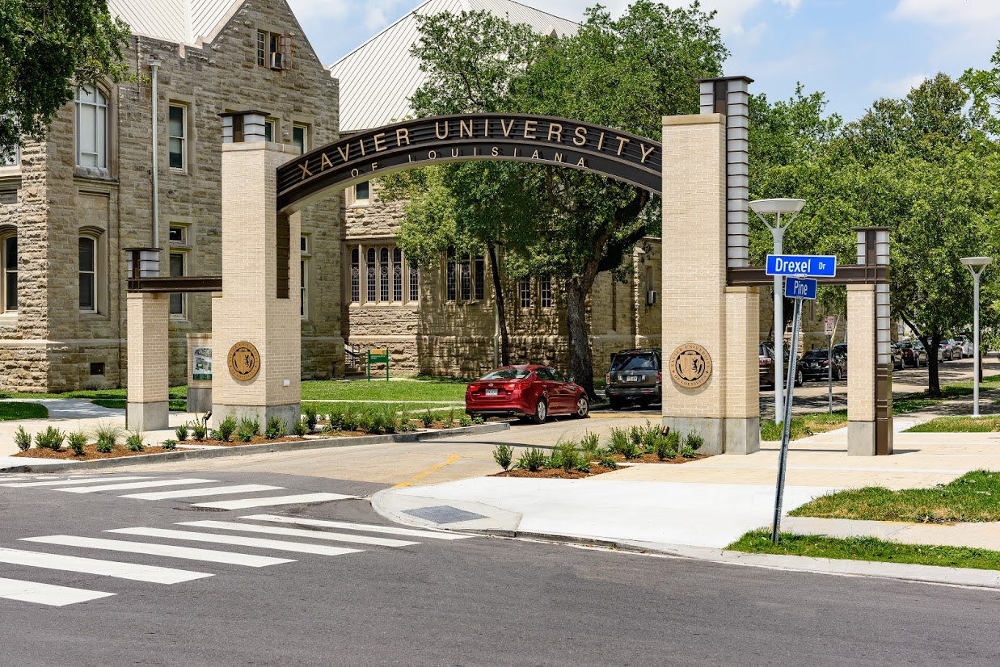 XAVIER UNIVERSITY
OF LOUISIANA
Drexel Dr
Pine